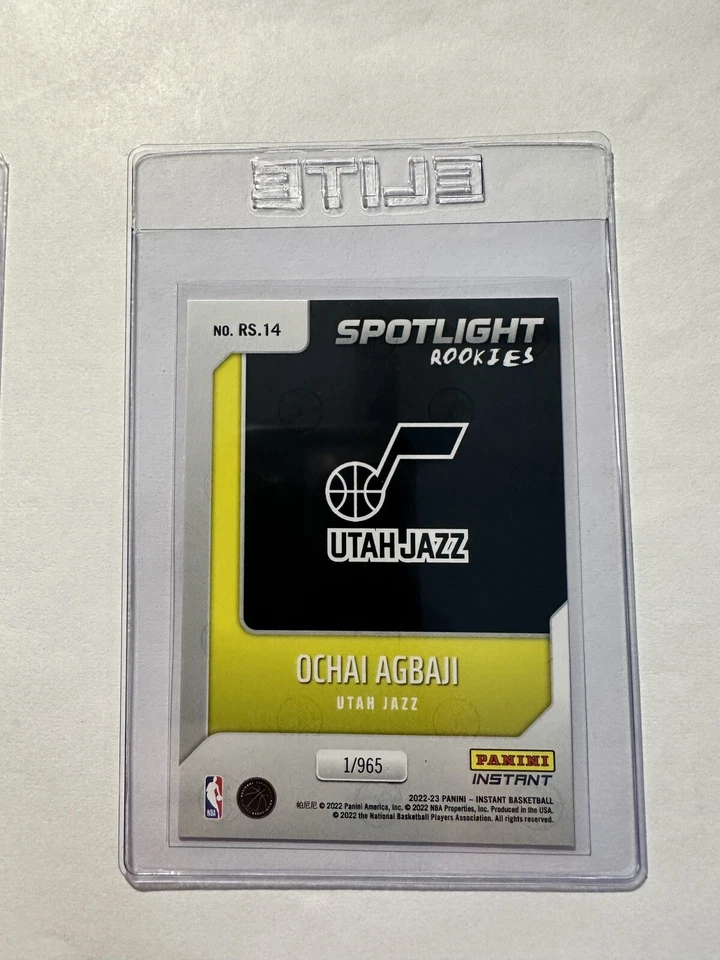 ELITE
NO. RS.14
SPOTLIGHT
ROOKIES
UTAH JAZZ
OCHAI AGBAJI
UTAH JAZZ
1/965
PANINI
INSTANT
NBA
2022-23 PANINI – INSTANT BASKETBALL
帕尼尼 © 2022 Panini America, Inc. © 2022 NBA Properties, Inc. Produced in the USA.
© 2022 the National Basketball Players Association. All rights reserved.